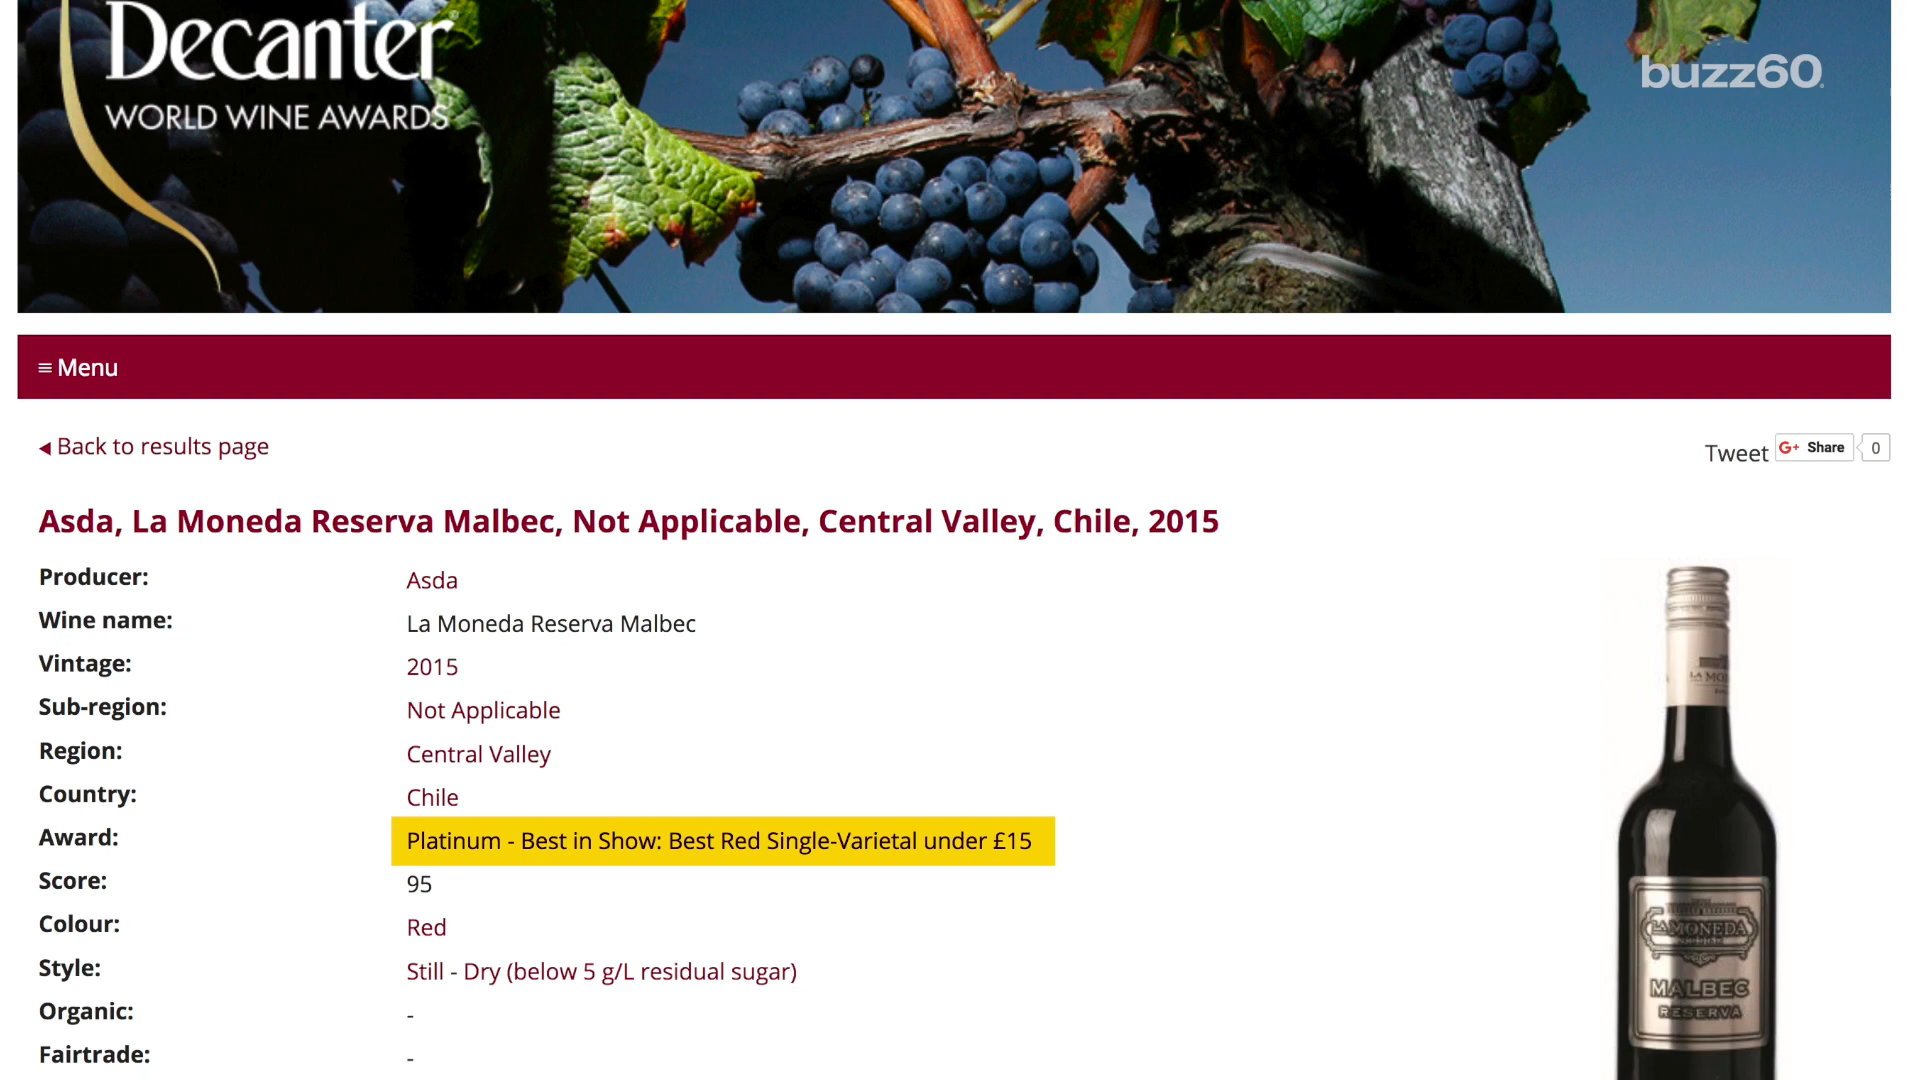 Decanter
WORLD WINE AWARDS
buzz60
≡ Menu
◂ Back to results page
Tweet G+ Share 0
Asda, La Moneda Reserva Malbec, Not Applicable, Central Valley, Chile, 2015
Producer: Asda
Wine name: La Moneda Reserva Malbec
Vintage: 2015
Sub-region: Not Applicable
Region: Central Valley
Country: Chile
Award: Platinum - Best in Show: Best Red Single-Varietal under £15
Score: 95
Colour: Red
Style: Still - Dry (below 5 g/L residual sugar)
Organic: -
Fairtrade: -
LA MO
LA MONEDA
MALBEC
RESERVA